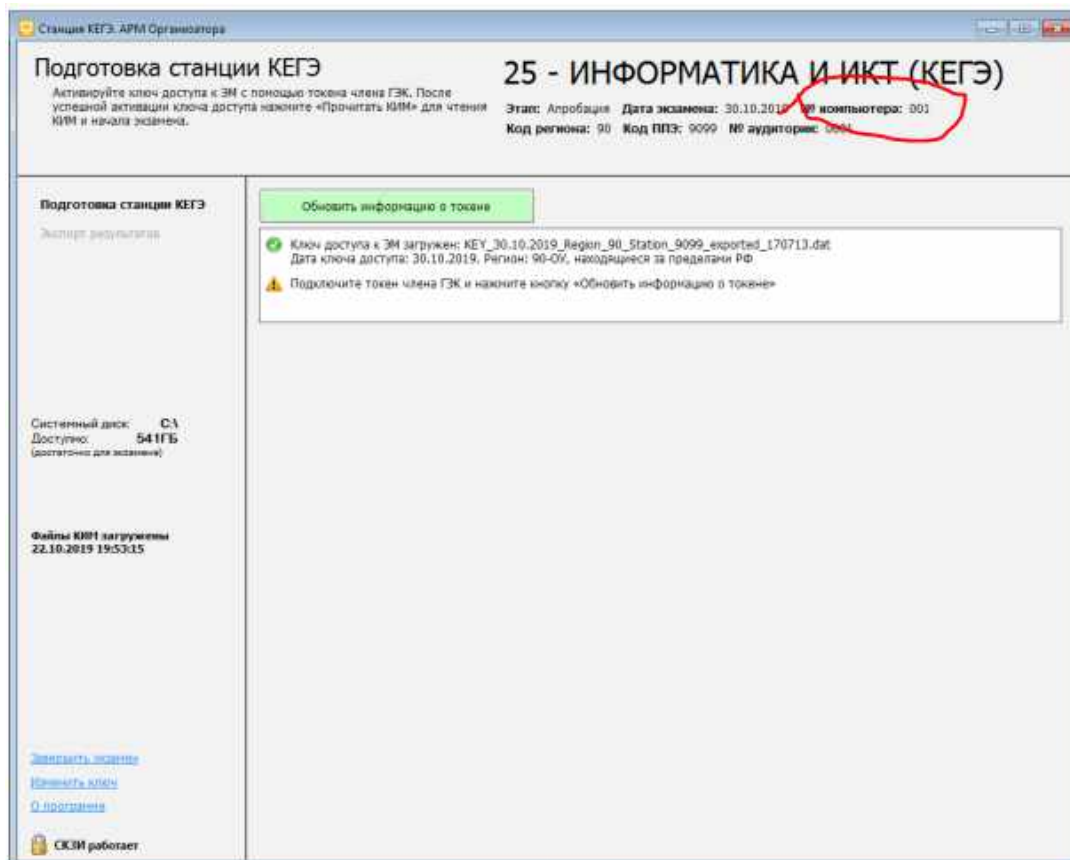 Станция КЕГЭ. АРМ Организатора
Подготовка станции КЕГЭ
Активируйте ключ доступа к ЭМ с помощью токена члена ГЭК. После
успешной активации ключа доступа нажмите «Прочитать КИМ» для чтения
КИМ и начала экзамена.
25 - ИНФОРМАТИКА И ИКТ (КЕГЭ)
Этап: Апробация Дата экзамена: 30.10.2019 № компьютера: 001
Код региона: 90 Код ППЭ: 9099 № аудитории:
Подготовка станции КЕГЭ
Экспорт результатов
Обновить информацию о токене
Ключ доступа к ЭМ загружен: KEY_30.10.2019_Region_90_Station_9099_exported_170713.dat
Дата ключа доступа: 30.10.2019. Регион: 90-ОУ, находящиеся за пределами РФ
Подключите токен члена ГЭК и нажмите кнопку «Обновить информацию о токене»
Системный диск: C:\
Доступно: 541ГБ
(достаточно для экзамена)
Файлы КИМ загружены
22.10.2019 19:53:15
Завершить экзамен
Изменить ключ
О программе
СКЗИ работает